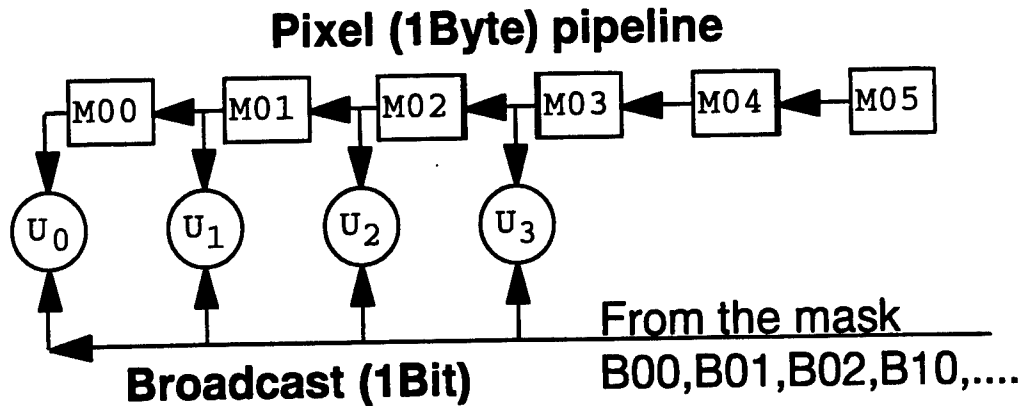 Pixel (1Byte) pipeline
M00 M01 M02 M03 M04 M05
U0 U1 U2 U3
From the mask
Broadcast (1Bit)
B00,B01,B02,B10,....